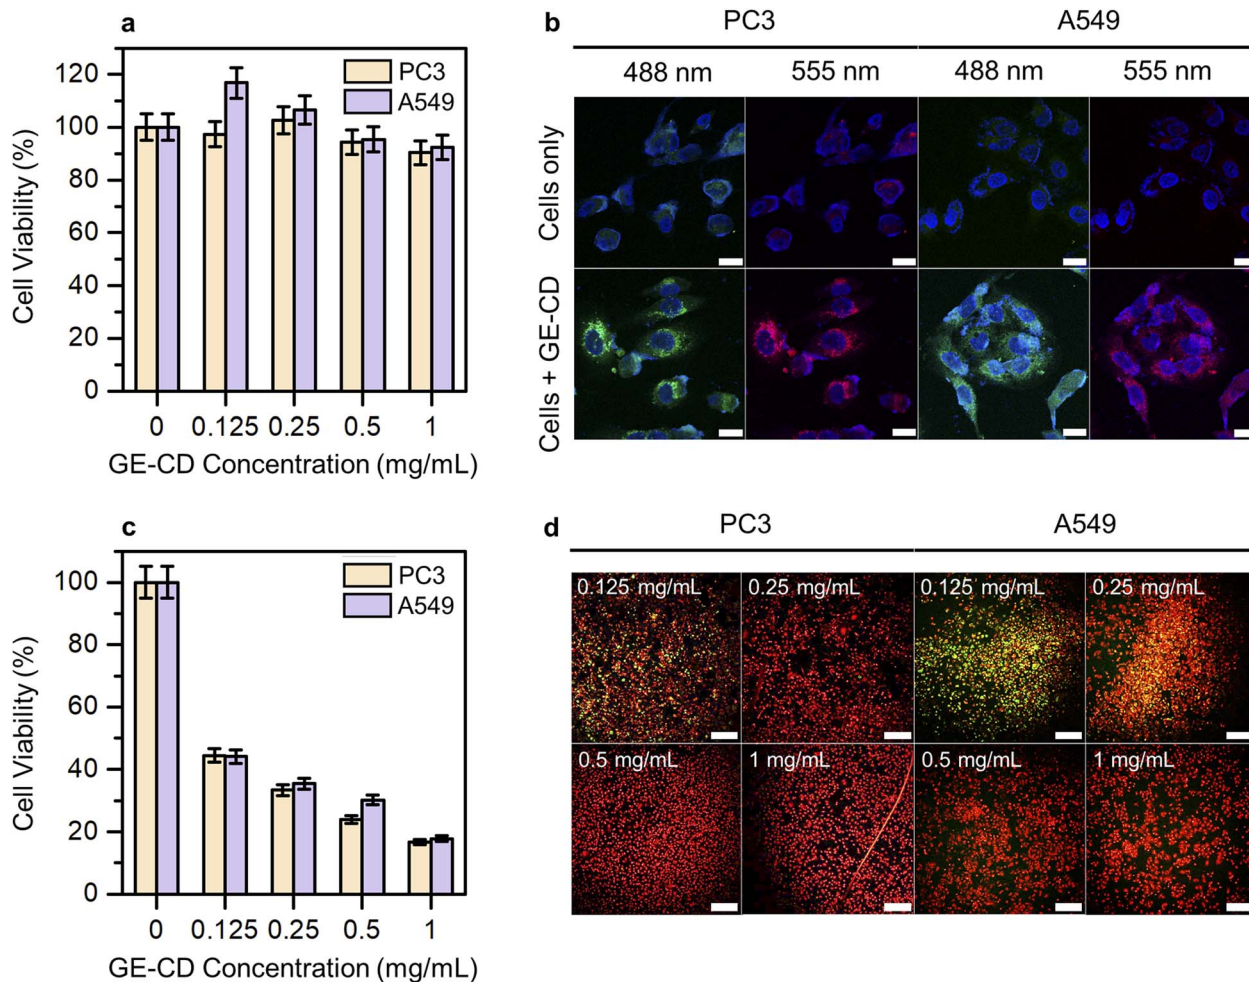 a
120
100
80
60
40
20
0
Cell Viability (%)
PC3
A549
0 0.125 0.25 0.5 1
GE-CD Concentration (mg/mL)
b
PC3 A549
488 nm 555 nm 488 nm 555 nm
Cells only
Cells + GE-CD
c
100
80
60
40
20
0
Cell Viability (%)
PC3
A549
0 0.125 0.25 0.5 1
GE-CD Concentration (mg/mL)
d
PC3 A549
0.125 mg/mL 0.25 mg/mL 0.125 mg/mL 0.25 mg/mL
0.5 mg/mL 1 mg/mL 0.5 mg/mL 1 mg/mL